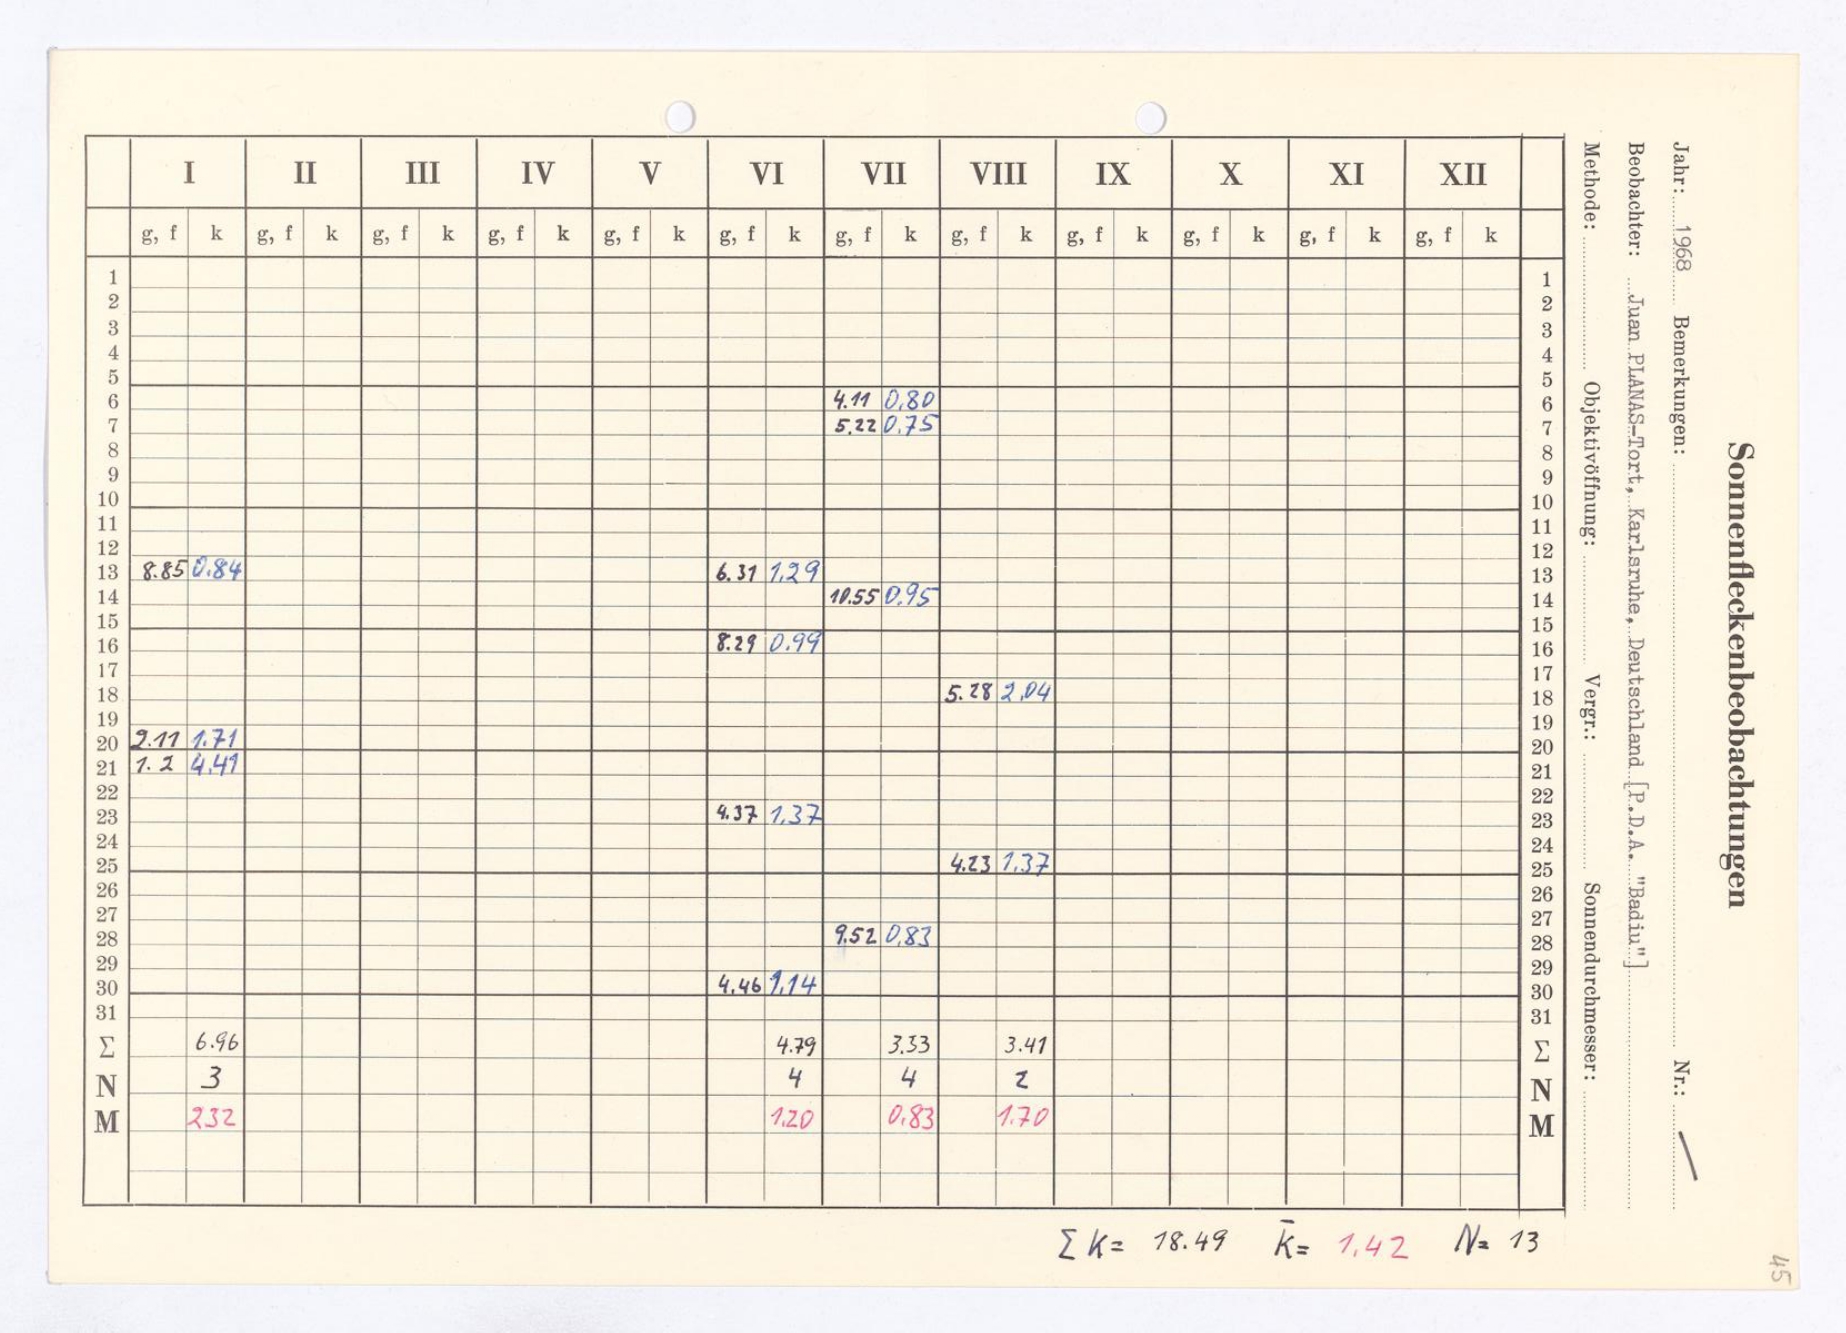 I II III IV V VI VII VIII IX X XI XII
g, f k g, f k g, f k g, f k g, f k g, f k g, f k g, f k g, f k g, f k g, f k g, f k
1 1
2 2
3 3
4 4
5 5
6 4.11 0,80 6
7 5.22 0,75 7
8 8
9 9
10 10
11 11
12 12
13 8.85 0.84 6.31 1,29 13
14 10.55 0,95 14
15 15
16 8.29 0.99 16
17 17
18 5.28 2,04 18
19 19
20 2.11 1.71 20
21 1.2 4,41 21
22 22
23 4.37 1,37 23
24 24
25 4.23 1,37 25
26 26
27 27
28 9.52 0,83 28
29 29
30 4.46 1,14 30
31 31
Σ 6.96 4.79 3.33 3.41 Σ
N 3 4 4 2 N
M 232 1,20 0,83 1.70 M
Σ k = 18.49 k̄ = 1,42 N = 13
Sonnenfleckenbeobachtungen
Jahr: 1968 Bemerkungen: Nr.: /
Beobachter: Juan PLANAS-Tort, Karlsruhe, Deutschland [P.D.A. "Badiu"]
Methode: Objektivöffnung: Vergr.: Sonnendurchmesser:
45